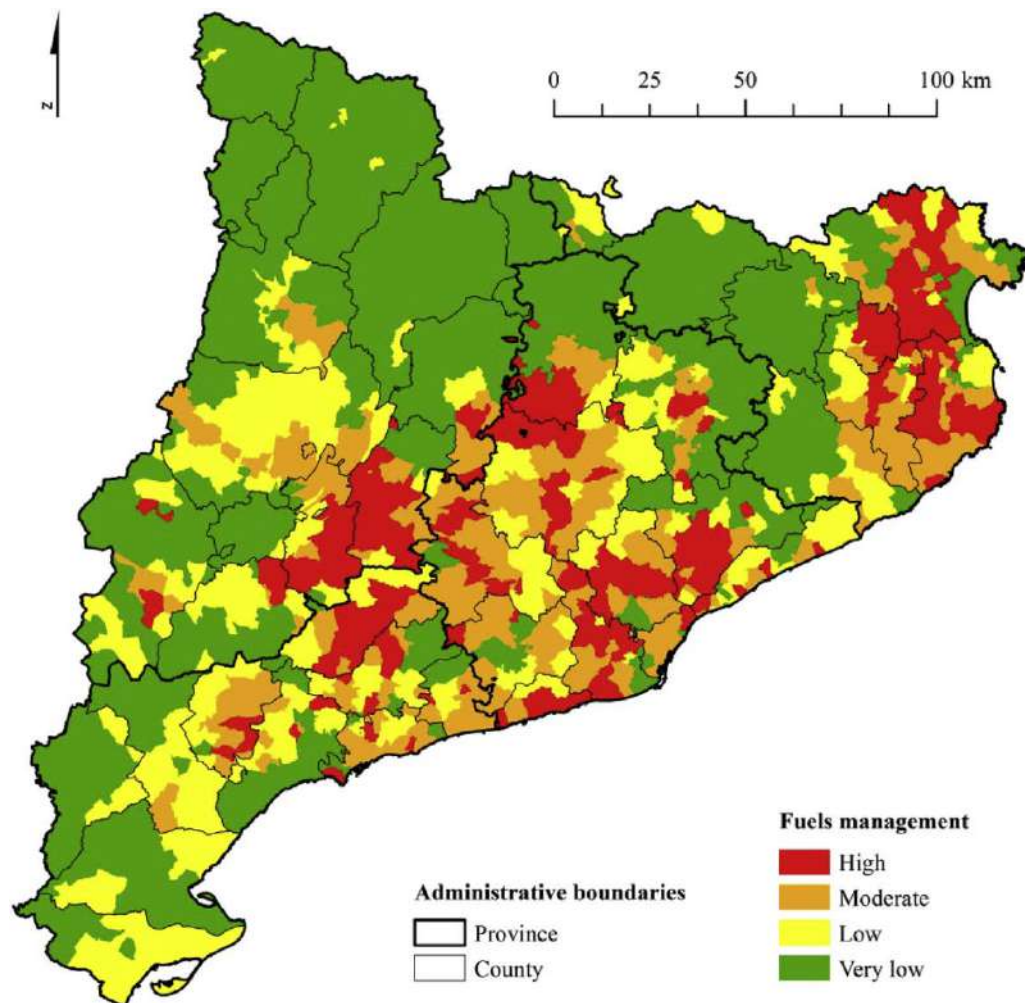 z
0 25 50 100 km
Fuels management
High
Moderate
Low
Very low
Administrative boundaries
Province
County